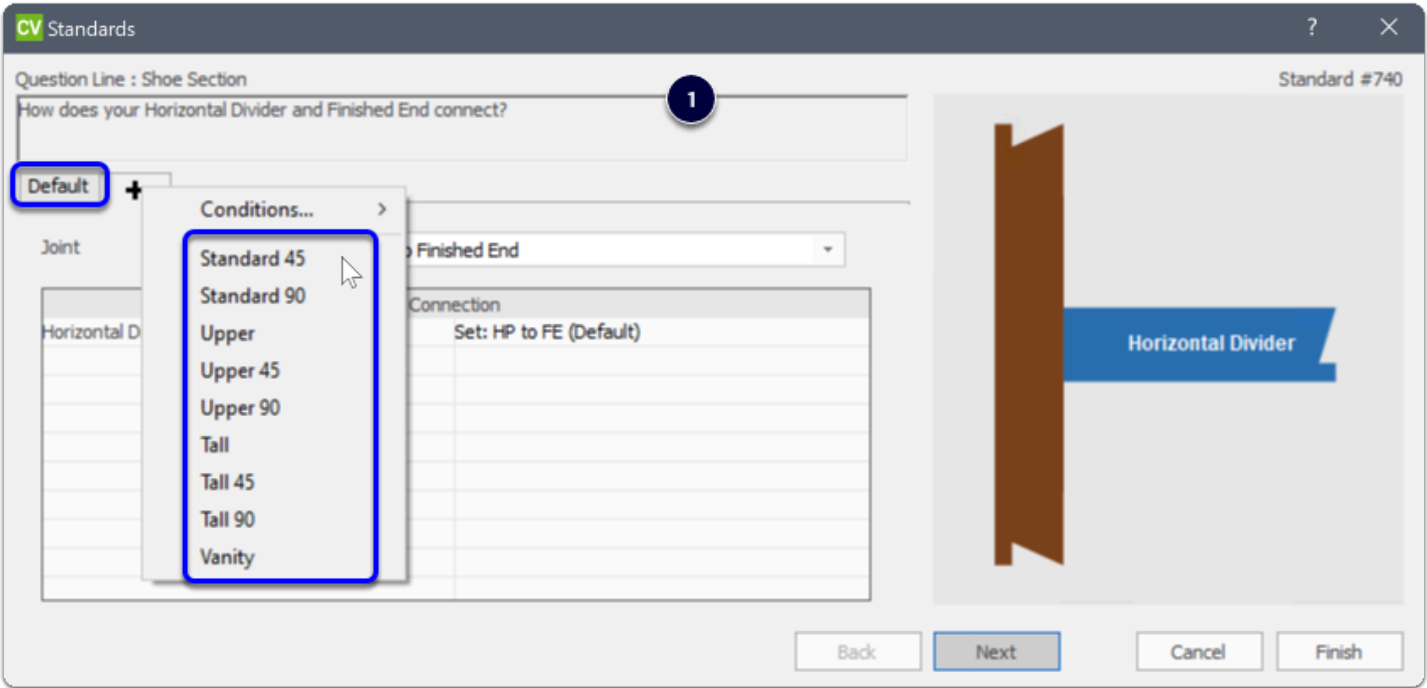 CV Standards
?
Question Line : Shoe Section
Standard #740
1
How does your Horizontal Divider and Finished End connect?
Default
Conditions...
Joint
Finished End
Standard 45
Standard 90
Upper
Upper 45
Upper 90
Tall
Tall 45
Tall 90
Vanity
Connection
Horizontal D
Set: HP to FE (Default)
Horizontal Divider
Back
Next
Cancel
Finish